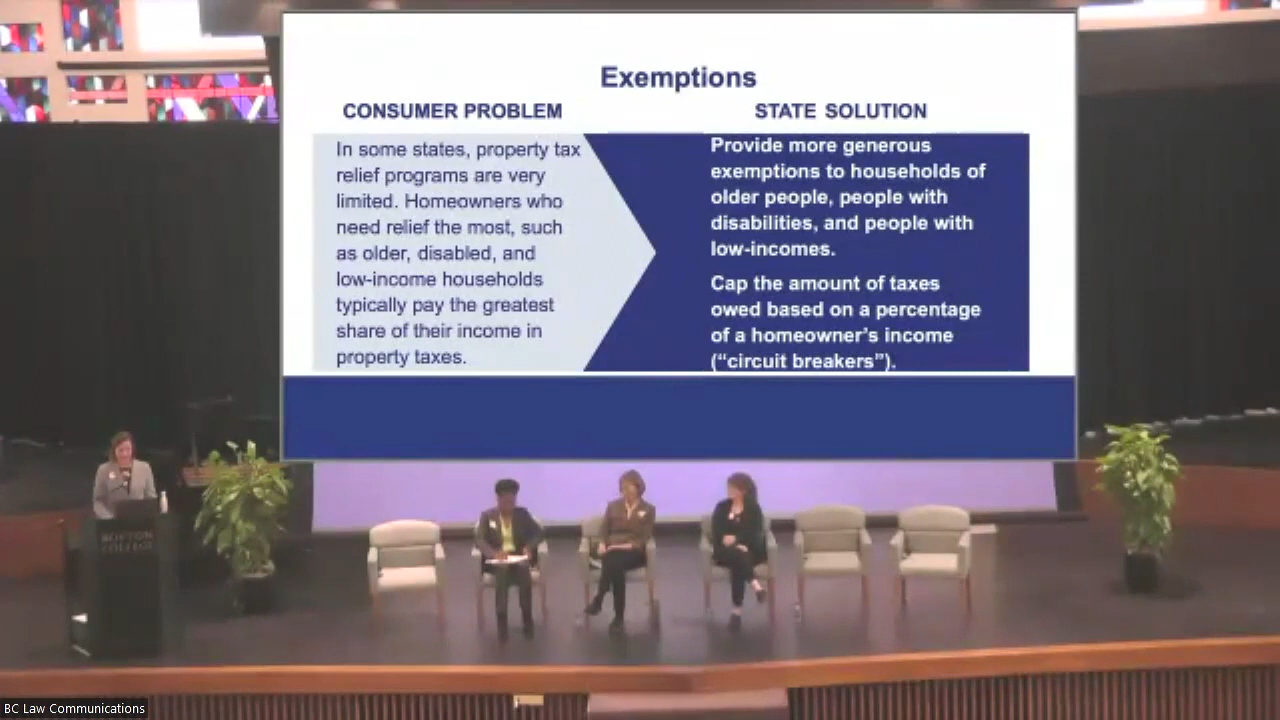 Exemptions
CONSUMER PROBLEM
STATE SOLUTION
In some states, property tax
relief programs are very
limited. Homeowners who
need relief the most, such
as older, disabled, and
low-income households
typically pay the greatest
share of their income in
property taxes.
Provide more generous
exemptions to households of
older people, people with
disabilities, and people with
low-incomes.
Cap the amount of taxes
owed based on a percentage
of a homeowner's income
(“circuit breakers”).
BOSTON
COLLEGE
BC Law Communications